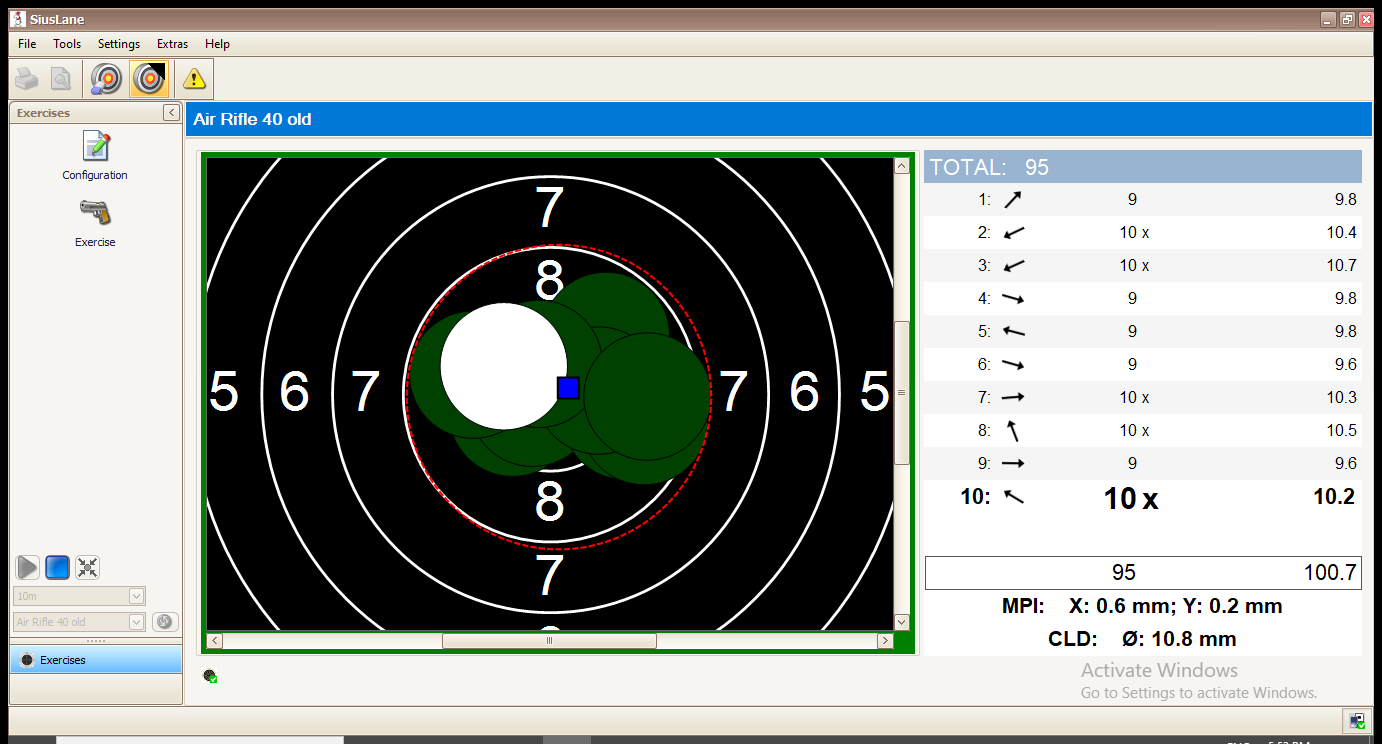 SiusLane
File Tools Settings Extras Help
Exercises
Configuration
Exercise
10m
Air Rifle 40 old
Exercises
Air Rifle 40 old
7
8
5 6 7 7 6 5
8
7
TOTAL: 95
1: 9 9.8
2: 10 x 10.4
3: 10 x 10.7
4: 9 9.8
5: 9 9.8
6: 9 9.6
7: 10 x 10.3
8: 10 x 10.5
9: 9 9.6
10: 10 x 10.2
95 100.7
MPI: X: 0.6 mm; Y: 0.2 mm
CLD: Ø: 10.8 mm
Activate Windows
Go to Settings to activate Windows.